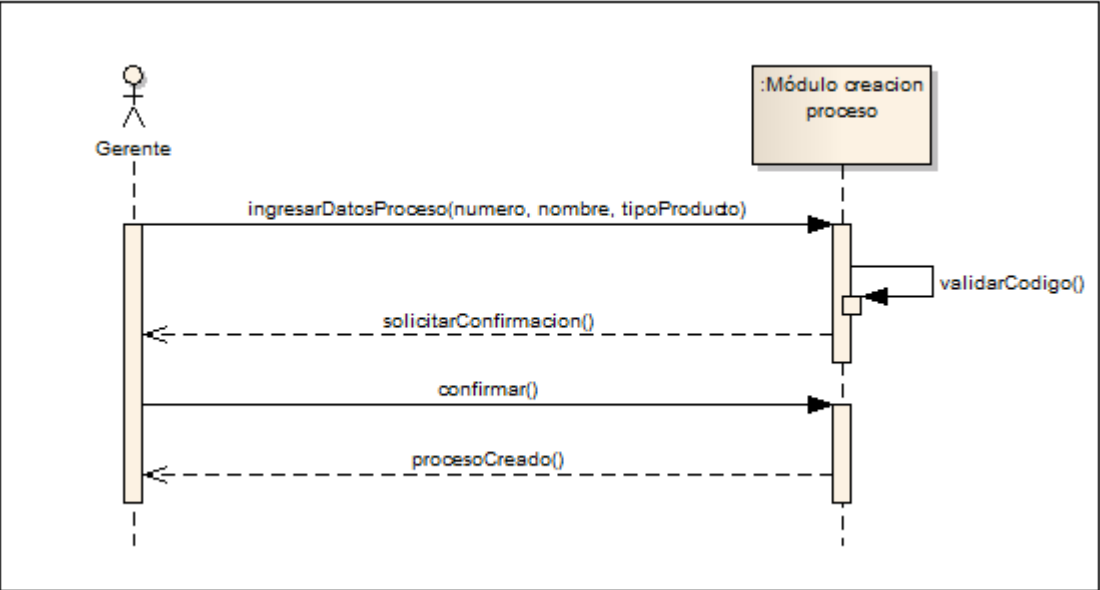 :Módulo creacion
proceso
Gerente
ingresarDatosProceso(numero, nombre, tipoProducto)
validarCodigo()
solicitarConfirmacion()
confirmar()
procesoCreado()